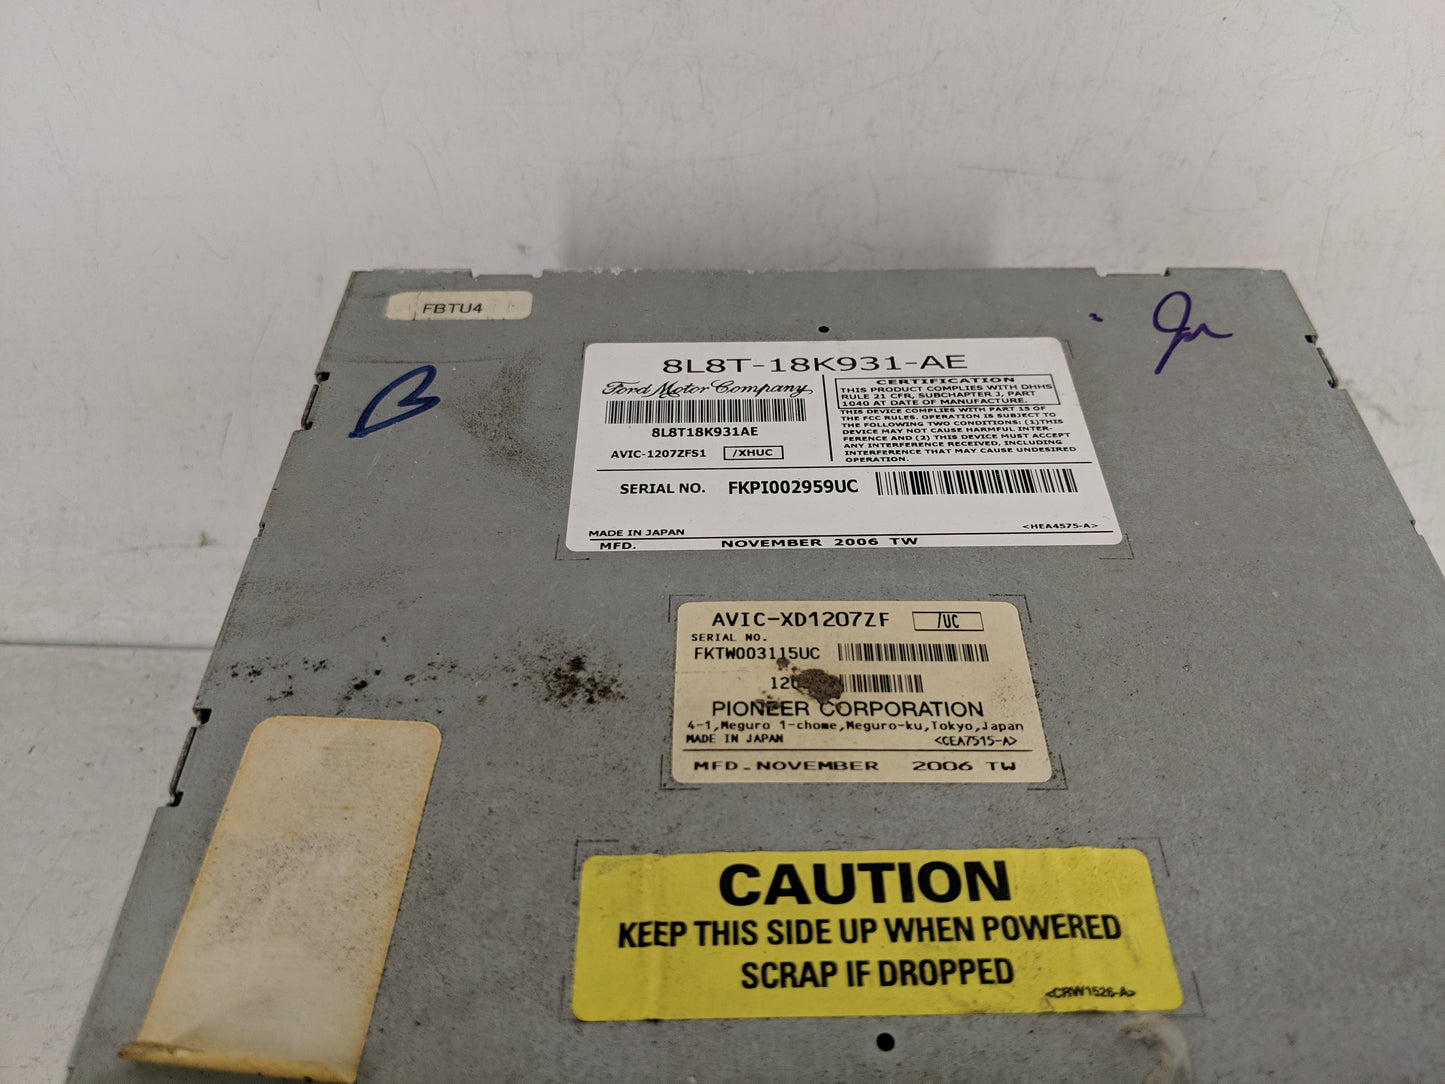 FBTU4
B
8L8T-18K931-AE
Ford Motor Company
8L8T18K931AE
AVIC-1207ZFS1 /XHUC
CERTIFICATION
THIS PRODUCT COMPLIES WITH DHHS
RULE 21 CFR, SUBCHAPTER J, PART
1040 AT DATE OF MANUFACTURE.
THIS DEVICE COMPLIES WITH PART 15 OF
THE FCC RULES. OPERATION IS SUBJECT TO
THE FOLLOWING TWO CONDITIONS: (1)THIS
DEVICE MAY NOT CAUSE HARMFUL INTER-
FERENCE AND (2) THIS DEVICE MUST ACCEPT
ANY INTERFERENCE RECEIVED, INCLUDING
INTERFERENCE THAT MAY CAUSE UNDESIRED
OPERATION.
SERIAL NO. FKPI002959UC
MADE IN JAPAN <HEA4575-A>
MFD. NOVEMBER 2006 TW
AVIC-XD1207ZF /UC
SERIAL NO.
FKTW003115UC
PIONEER CORPORATION
4-1,Meguro 1-chome,Meguro-ku,Tokyo,Japan
MADE IN JAPAN <CEA7515-A>
MFD.NOVEMBER 2006 TW
CAUTION
KEEP THIS SIDE UP WHEN POWERED
SCRAP IF DROPPED
<CRW1526-A>